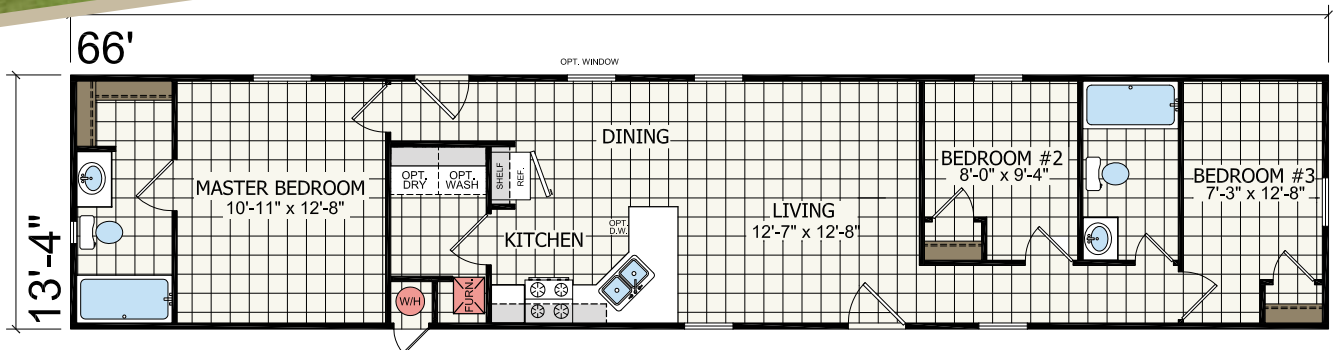 66'
13'-4"
OPT. WINDOW
MASTER BEDROOM
10'-11" x 12'-8"
OPT.
DRY
OPT.
WASH
SHELF
REF.
DINING
KITCHEN
OPT.
D.W.
LIVING
12'-7" x 12'-8"
BEDROOM #2
8'-0" x 9'-4"
BEDROOM #3
7'-3" x 12'-8"
W/H
FURN.